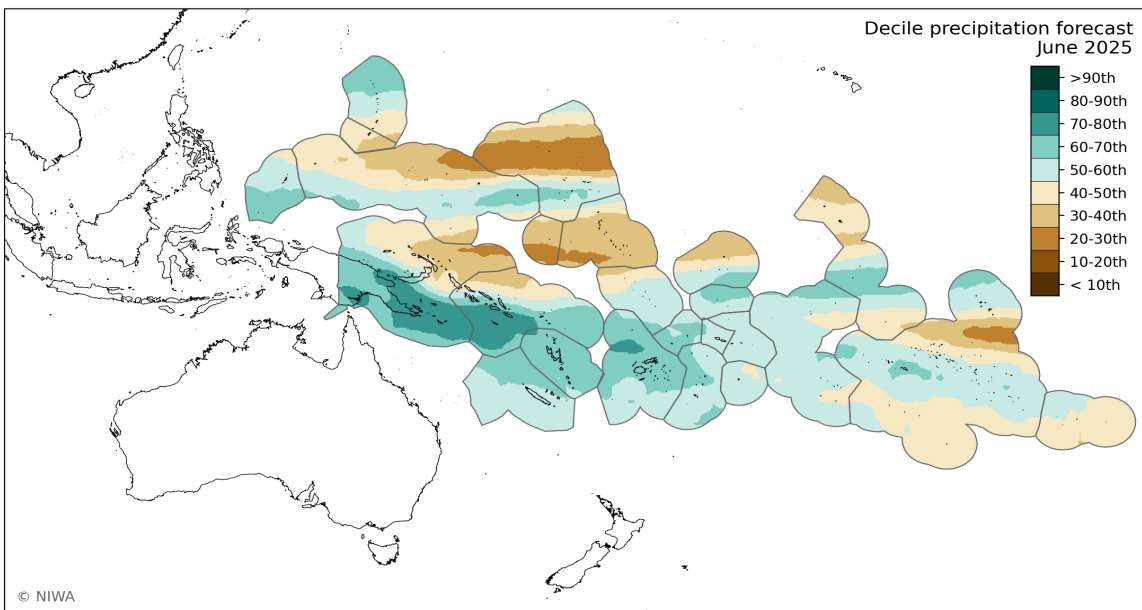 Decile precipitation forecast
June 2025
>90th
80-90th
70-80th
60-70th
50-60th
40-50th
30-40th
20-30th
10-20th
< 10th
© NIWA